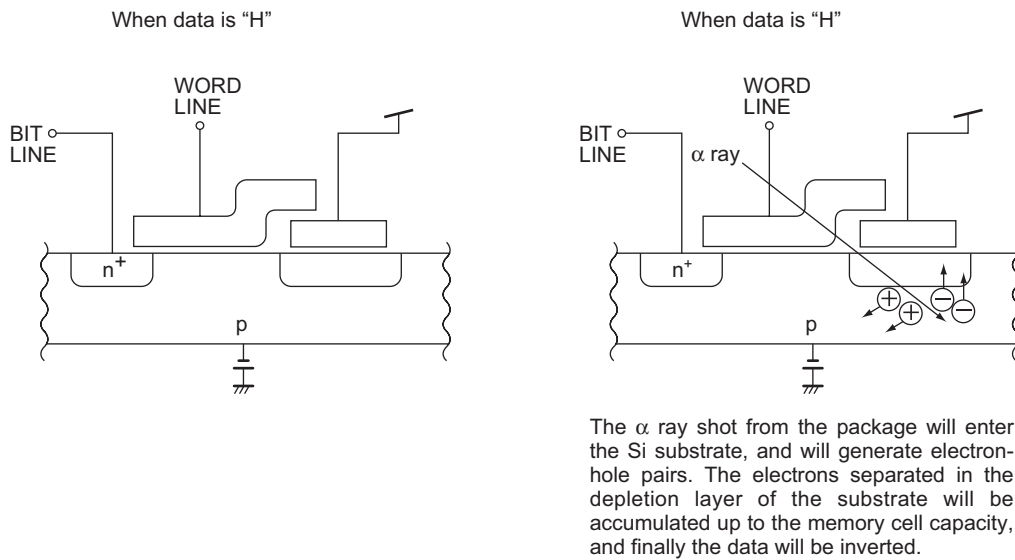 When data is “H”
WORD
LINE
BIT
LINE
n+
p
When data is “H”
WORD
LINE
BIT
LINE
α ray
n+
+
+
−
−
p
The α ray shot from the package will enter
the Si substrate, and will generate electron-
hole pairs. The electrons separated in the
depletion layer of the substrate will be
accumulated up to the memory cell capacity,
and finally the data will be inverted.